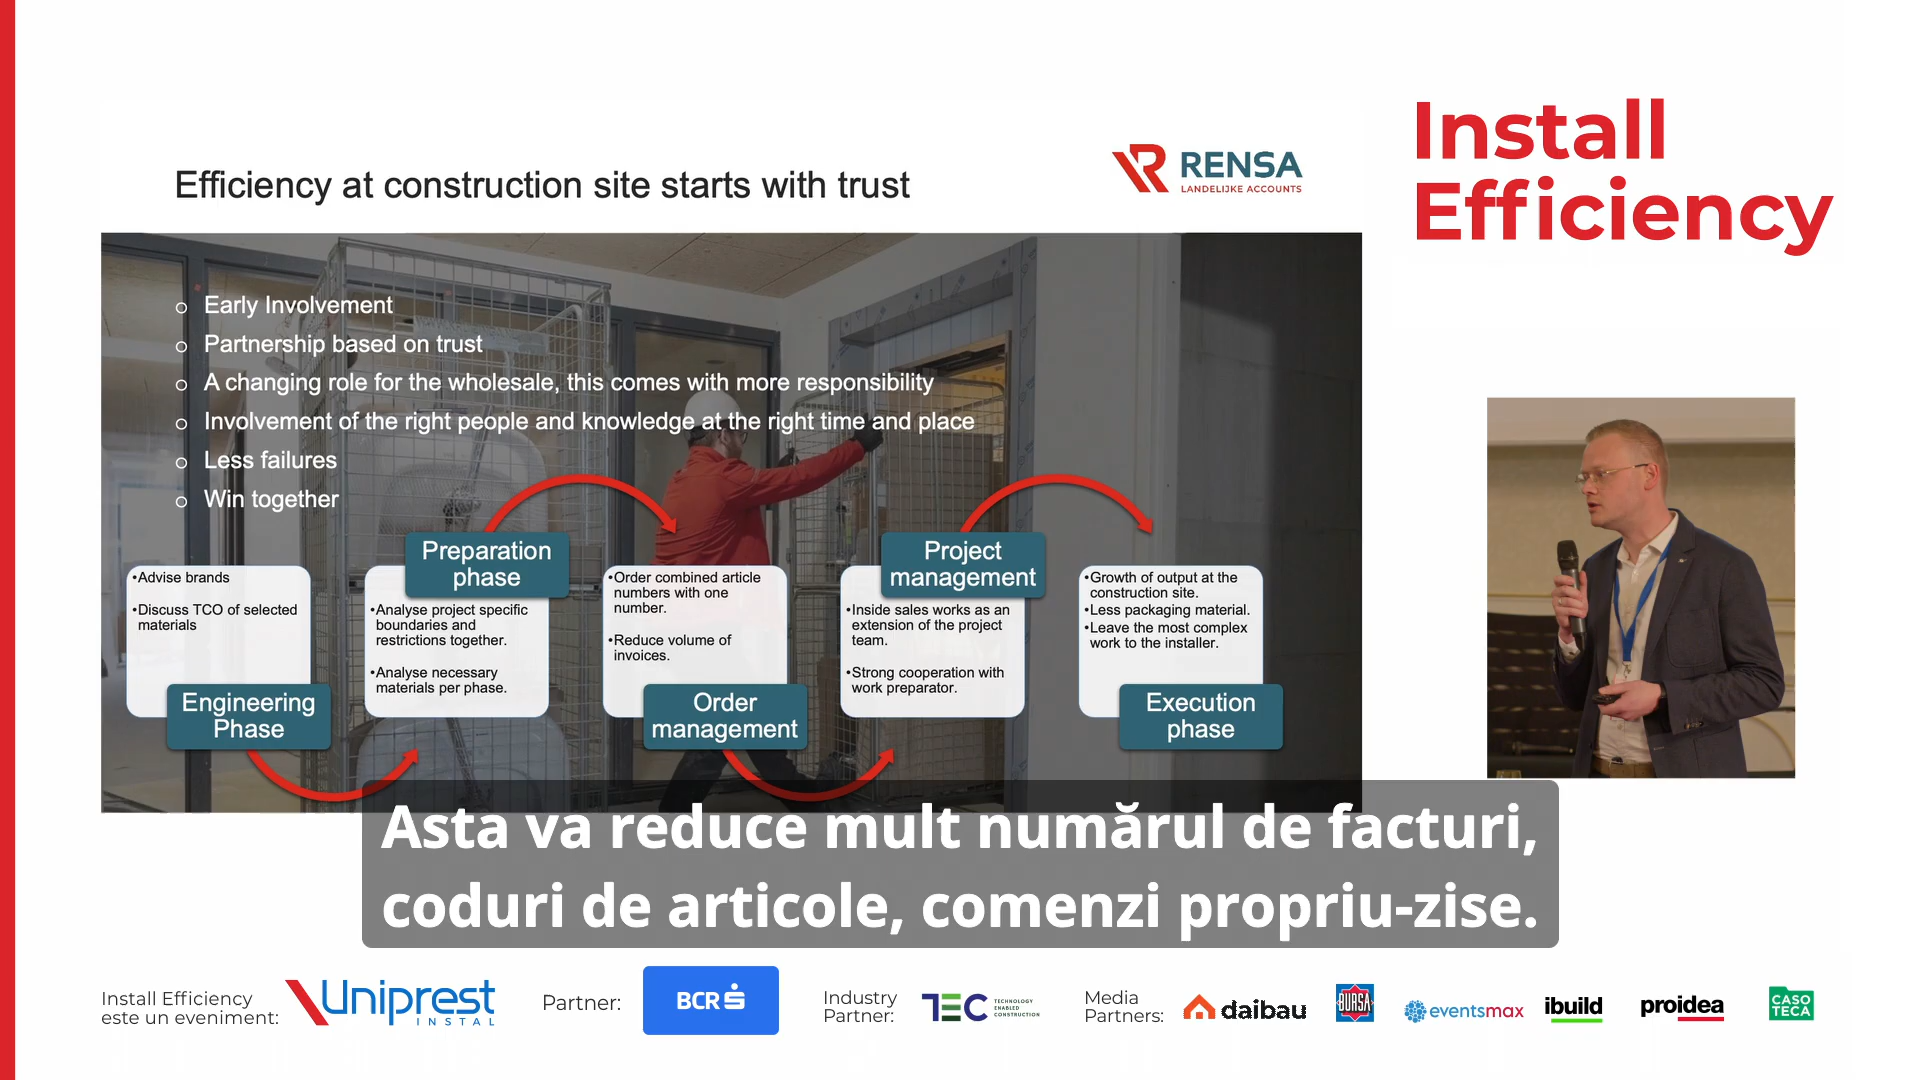 Install
Efficiency
RENSA
LANDELIJKE ACCOUNTS
Efficiency at construction site starts with trust
o Early Involvement
o Partnership based on trust
o A changing role for the wholesale, this comes with more responsibility
o Involvement of the right people and knowledge at the right time and place
o Less failures
o Win together
•Advise brands
•Discuss TCO of selected
materials
Engineering
Phase
Preparation
phase
•Analyse project specific
boundaries and
restrictions together.
•Analyse necessary
materials per phase.
•Order combined article
numbers with one
number.
•Reduce volume of
invoices.
Order
management
Project
management
•Inside sales works as an
extension of the project
team.
•Strong cooperation with
work preparator.
•Growth of output at the
construction site.
•Less packaging material.
•Leave the most complex
work to the installer.
Execution
phase
Asta va reduce mult numărul de facturi,
coduri de articole, comenzi propriu-zise.
Install Efficiency
este un eveniment:
Uniprest
INSTAL
Partner:
BCR
Industry
Partner:
TEC
TECHNOLOGY
ENABLED
CONSTRUCTION
Media
Partners:
daibau
BURSA
eventsmax
ibuild
proidea
CASO
TECA